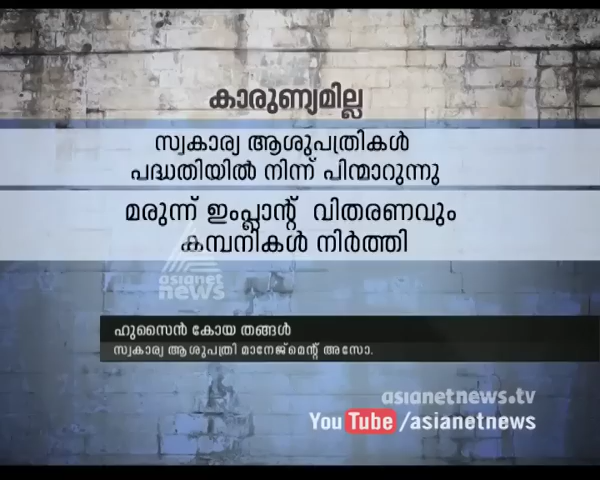 കാരുണ്യമില്ല
സ്വകാര്യ ആശുപത്രികൾ
പദ്ധതിയിൽ നിന്ന് പിന്മാറുന്നു
മരുന്ന് ഇംപ്ലാന്റ് വിതരണവും
കമ്പനികൾ നിർത്തി
asianet
news
ഹുസൈൻ കോയ തങ്ങൾ
സ്വകാര്യ ആശുപത്രി മാനേജ്മെന്റ് അസോ.
asianetnews.tv
YouTube/asianetnews